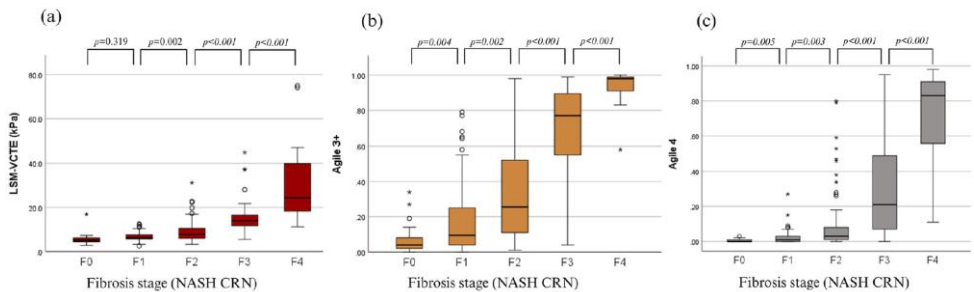 (a)
p=0.319 p=0.002 p<0.001 p<0.001
LSM-VCTE (kPa)
80.0
60.0
40.0
20.0
.0
F0 F1 F2 F3 F4
Fibrosis stage (NASH CRN)
(b)
p=0.004 p=0.002 p<0.001 p<0.001
Agile 3+
1.00
.80
.60
.40
.20
.00
F0 F1 F2 F3 F4
Fibrosis stage (NASH CRN)
(c)
p=0.005 p=0.003 p<0.001 p<0.001
Agile 4
1.00
.80
.60
.40
.20
.00
F0 F1 F2 F3 F4
Fibrosis stage (NASH CRN)